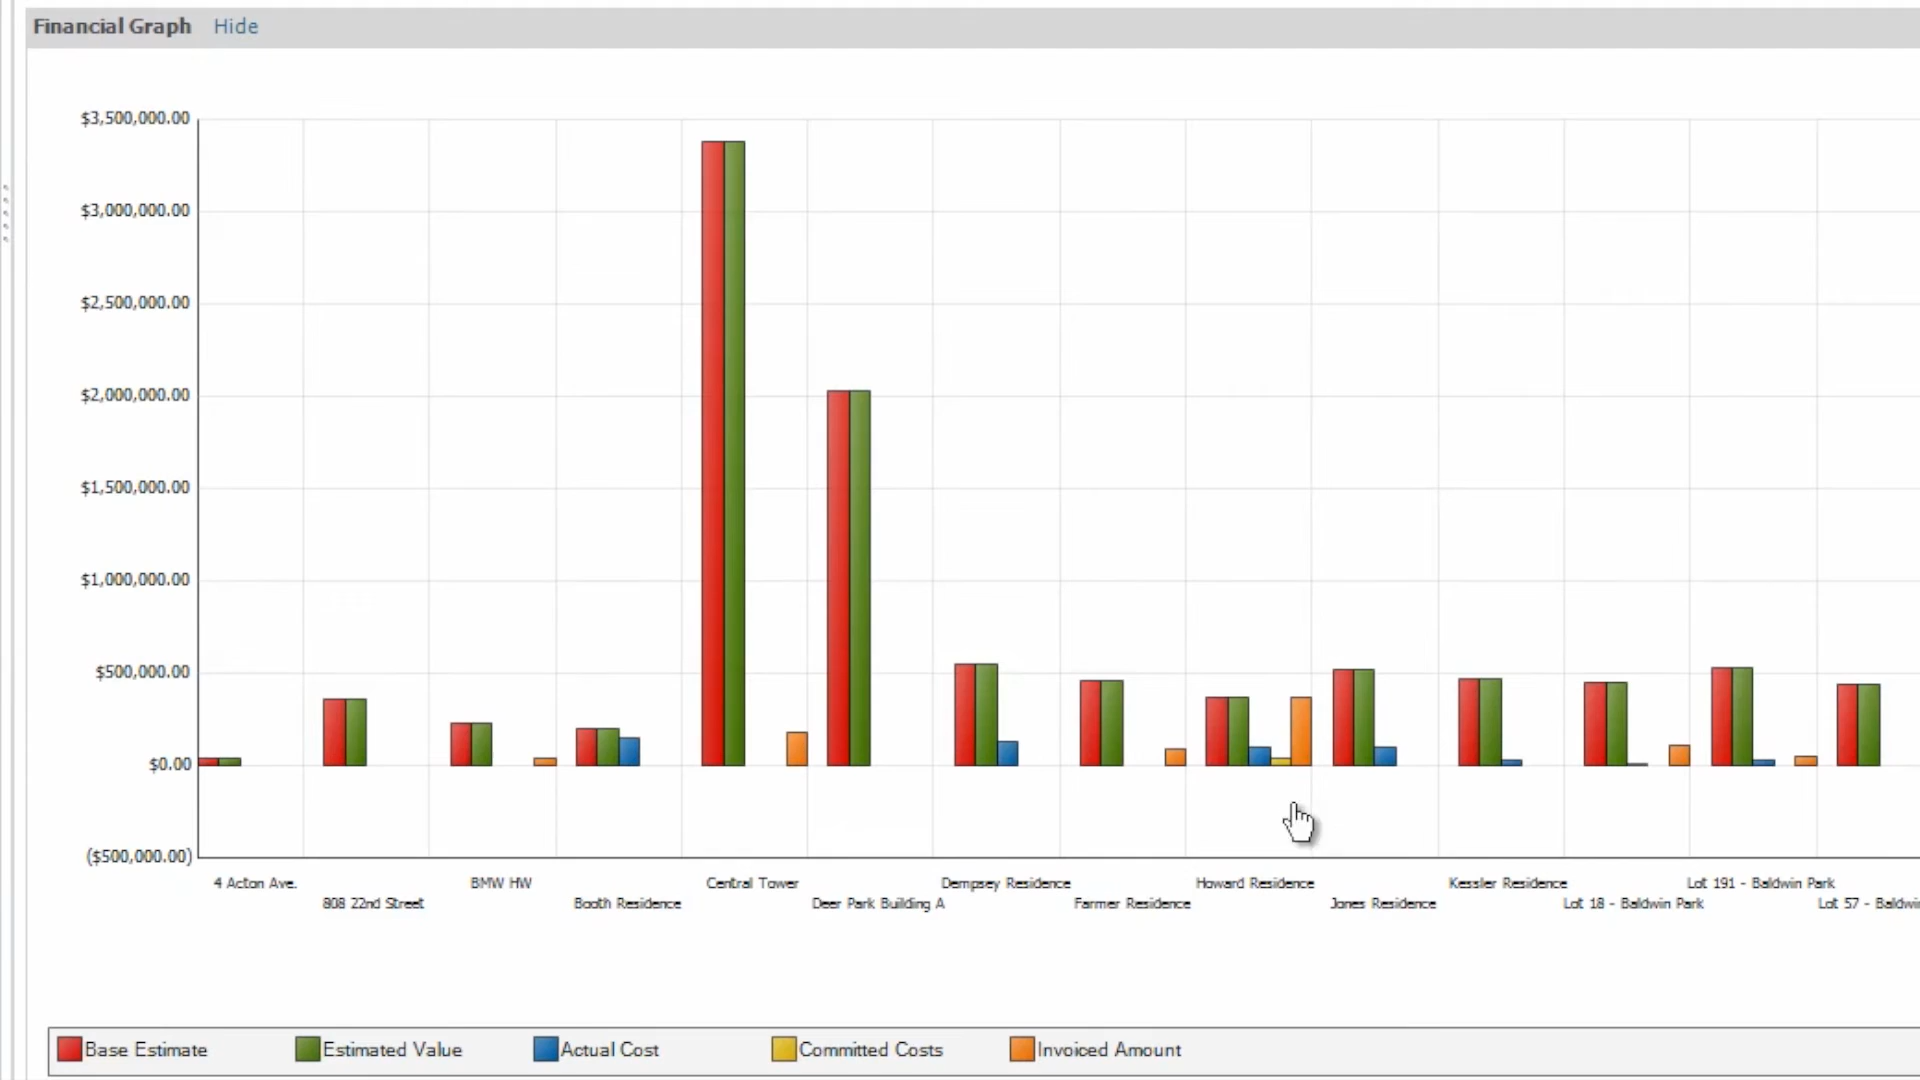 Financial Graph Hide
$3,500,000.00
$3,000,000.00
$2,500,000.00
$2,000,000.00
$1,500,000.00
$1,000,000.00
$500,000.00
$0.00
($500,000.00)
4 Acton Ave. BMW HW Central Tower Dempsey Residence Howard Residence Kessler Residence Lot 191 - Baldwin Park
808 22nd Street Booth Residence Deer Park Building A Farmer Residence Jones Residence Lot 18 - Baldwin Park Lot 57 - Baldwi
Base Estimate Estimated Value Actual Cost Committed Costs Invoiced Amount